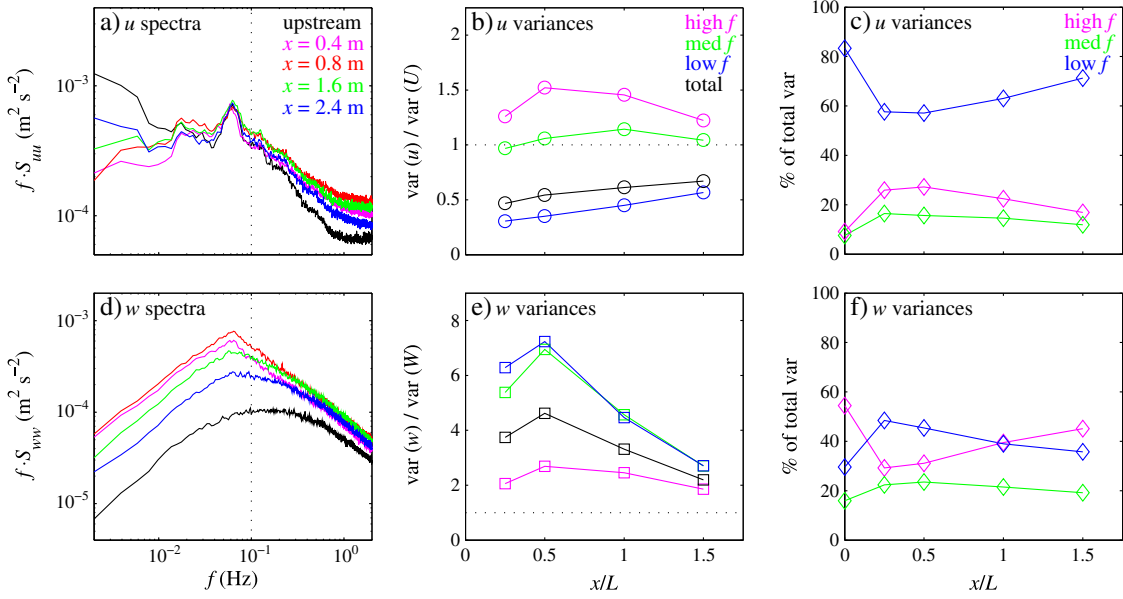 a) u spectra
upstream
x = 0.4 m
x = 0.8 m
x = 1.6 m
x = 2.4 m
10⁻³
10⁻⁴
f·Suu (m² s⁻²)
b) u variances
high f
med f
low f
total
2
1.5
1
0.5
0
var (u) / var (U)
c) u variances
high f
med f
low f
100
80
60
40
20
0
% of total var
d) w spectra
10⁻³
10⁻⁴
10⁻⁵
f·Sww (m² s⁻²)
10⁻² 10⁻¹ 10⁰
f (Hz)
e) w variances
8
6
4
2
0
var (w) / var (W)
0 0.5 1 1.5
x/L
f) w variances
100
80
60
40
20
0
% of total var
0 0.5 1 1.5
x/L